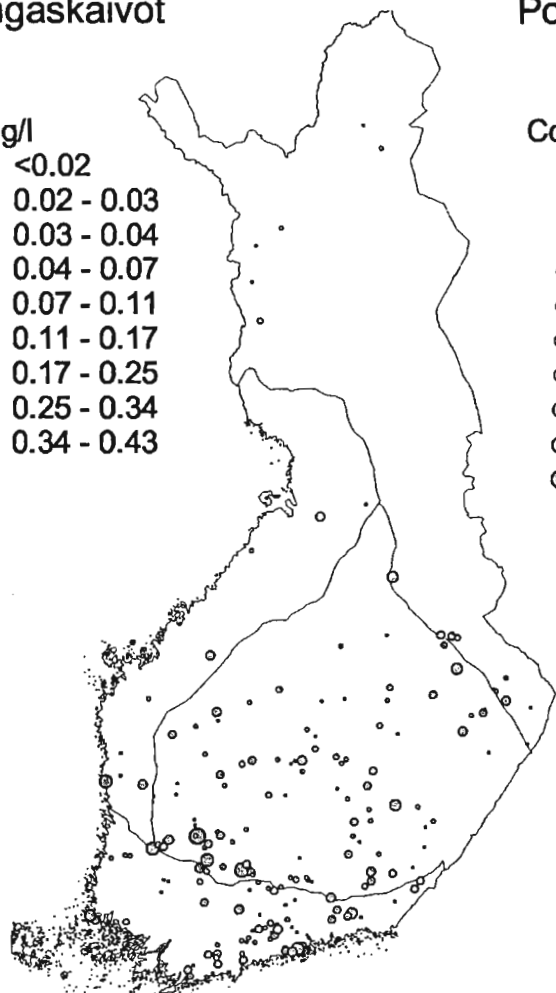 ngaskaivot
Po
g/l
Co
<0.02
0.02 - 0.03
0.03 - 0.04
0.04 - 0.07
0.07 - 0.11
0.11 - 0.17
0.17 - 0.25
0.25 - 0.34
0.34 - 0.43